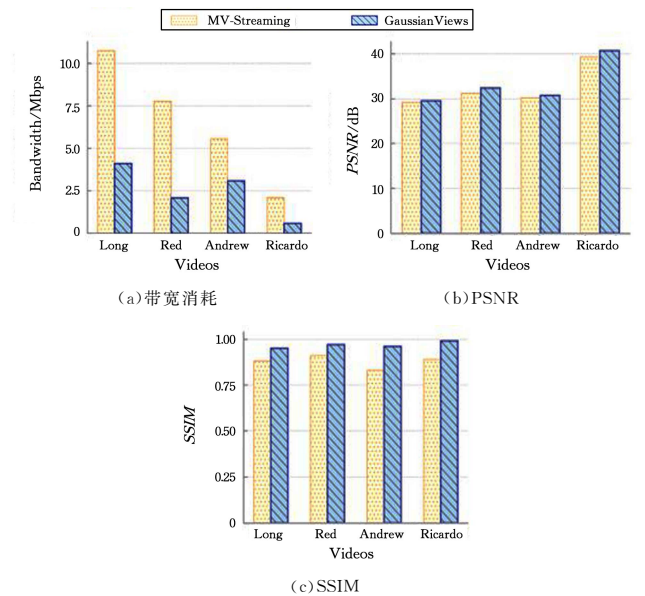 MV-Streaming GaussianViews
Bandwidth/Mbps
10.0
7.5
5.0
2.5
0
Long Red Andrew Ricardo
Videos
(a)带宽消耗
PSNR/dB
40
30
20
10
0
Long Red Andrew Ricardo
Videos
(b)PSNR
SSIM
1.00
0.75
0.50
0.25
0
Long Red Andrew Ricardo
Videos
(c)SSIM